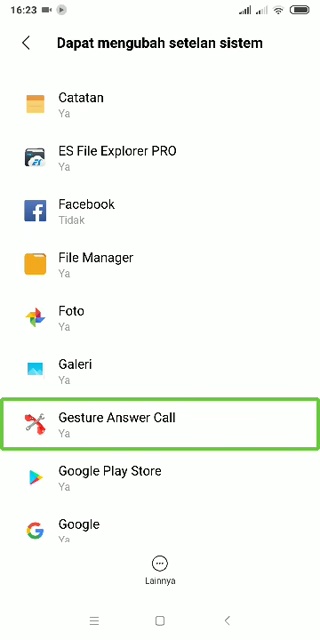 16:23
Dapat mengubah setelan sistem
Catatan
Ya
ES File Explorer PRO
Ya
Facebook
Tidak
File Manager
Ya
Foto
Ya
Galeri
Ya
Gesture Answer Call
Ya
Google Play Store
Ya
Google
Ya
Lainnya